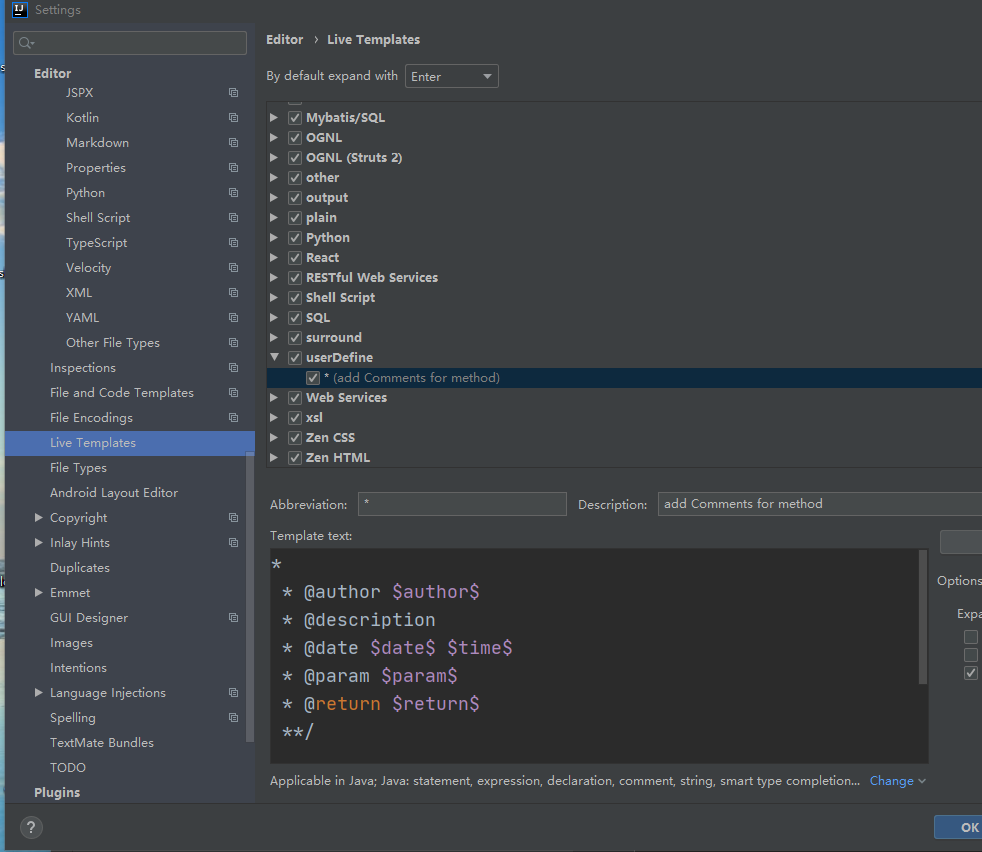 IJ Settings
Editor
JSPX
Kotlin
Markdown
Properties
Python
Shell Script
TypeScript
Velocity
XML
YAML
Other File Types
Inspections
File and Code Templates
File Encodings
Live Templates
File Types
Android Layout Editor
Copyright
Inlay Hints
Duplicates
Emmet
GUI Designer
Images
Intentions
Language Injections
Spelling
TextMate Bundles
TODO
Plugins
?
Editor › Live Templates
By default expand with Enter
Mybatis/SQL
OGNL
OGNL (Struts 2)
other
output
plain
Python
React
RESTful Web Services
Shell Script
SQL
surround
userDefine
* (add Comments for method)
Web Services
xsl
Zen CSS
Zen HTML
Abbreviation: * Description: add Comments for method
Template text:
*
* @author $author$
* @description
* @date $date$ $time$
* @param $param$
* @return $return$
**/
Options
Expa
Applicable in Java; Java: statement, expression, declaration, comment, string, smart type completion... Change
OK